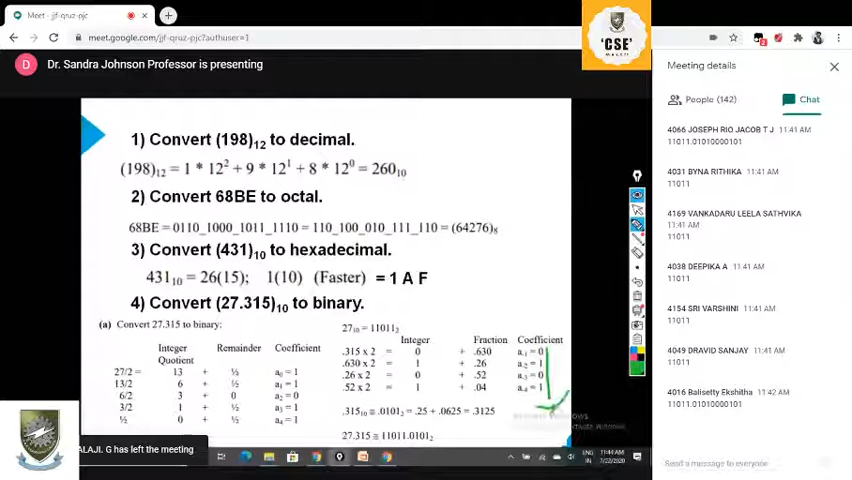 Meet - jjf-qruz-pjc
meet.google.com/jjf-qruz-pjc?authuser=1
'CSE'
D Dr. Sandra Johnson Professor is presenting
1) Convert (198)12 to decimal.
(198)12 = 1 * 12² + 9 * 12¹ + 8 * 12⁰ = 260₁₀
2) Convert 68BE to octal.
68BE = 0110_1000_1011_1110 = 110_100_010_111_110 = (64276)₈
3) Convert (431)10 to hexadecimal.
431₁₀ = 26(15); 1(10) (Faster) = 1 A F
4) Convert (27.315)10 to binary.
(a) Convert 27.315 to binary:
Integer Quotient Remainder Coefficient
27/2 = 13 + ½ a₀ = 1
13/2 6 + ½ a₁ = 1
6/2 3 + 0 a₂ = 0
3/2 1 + ½ a₃ = 1
½ 0 + ½ a₄ = 1
27₁₀ = 11011₂
Integer Fraction Coefficient
.315 x 2 = 0 + .630 a₋₁ = 0
.630 x 2 = 1 + .26 a₋₂ = 1
.26 x 2 = 0 + .52 a₋₃ = 0
.52 x 2 = 1 + .04 a₋₄ = 1
.315₁₀ ≅ .0101₂ = .25 + .0625 = .3125
27.315 ≅ 11011.0101₂
ALAJI. G has left the meeting
ENG
IN
11:44 AM
7/23/2020
Meeting details
People (142)
Chat
4066 JOSEPH RIO JACOB T J 11:41 AM
11011.01010000101
4031 BYNA RITHIKA 11:41 AM
11011
4169 VANKADARU LEELA SATHVIKA
11:41 AM
11011
4038 DEEPIKA A 11:41 AM
11011
4154 SRI VARSHINI 11:41 AM
11011
4049 DRAVID SANJAY 11:41 AM
11011
4016 Balisetty Ekshitha 11:42 AM
11011.0101000101
Send a message to everyone